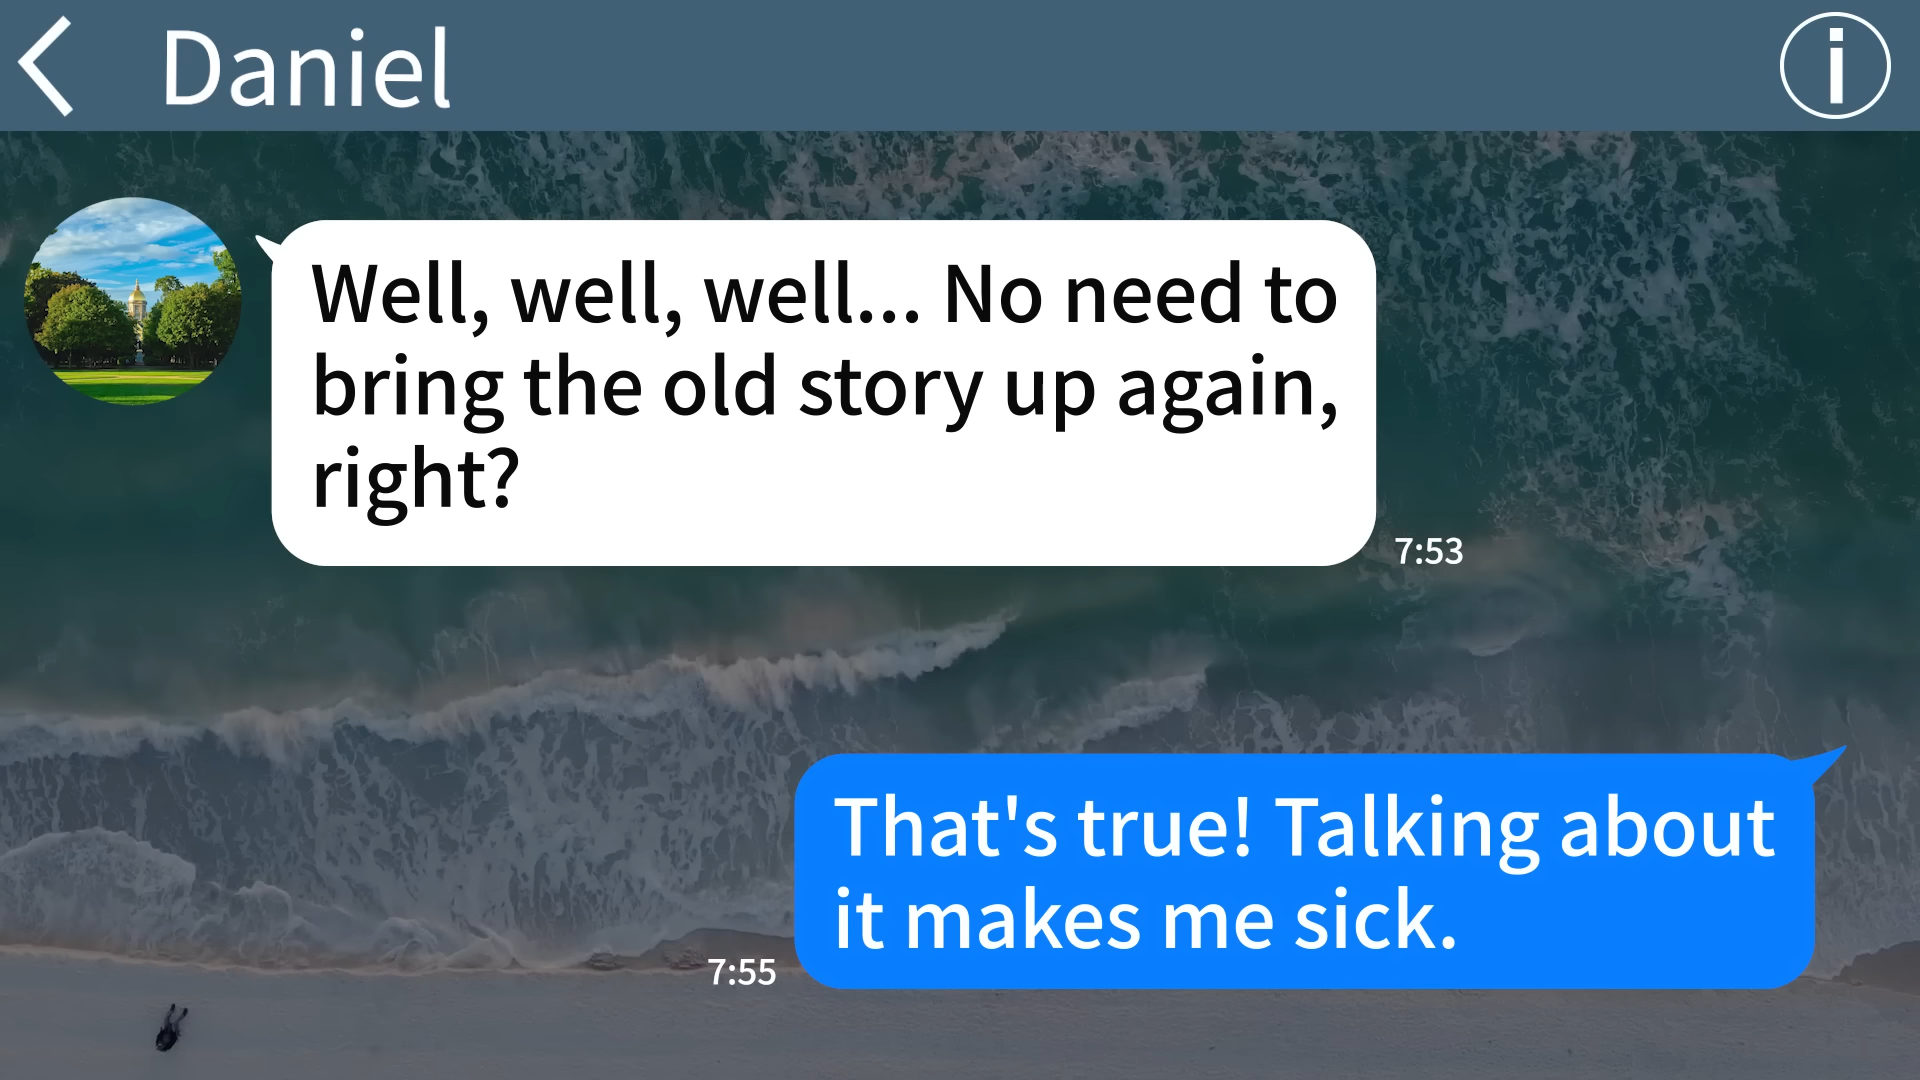 Daniel
i
Well, well, well... No need to
bring the old story up again,
right?
7:53
That's true! Talking about
it makes me sick.
7:55